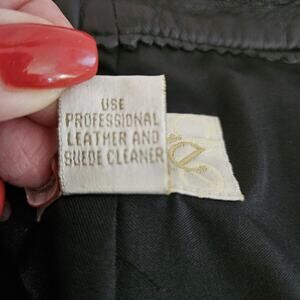 USE
PROFESSIONAL
LEATHER AND
SUEDE CLEANER